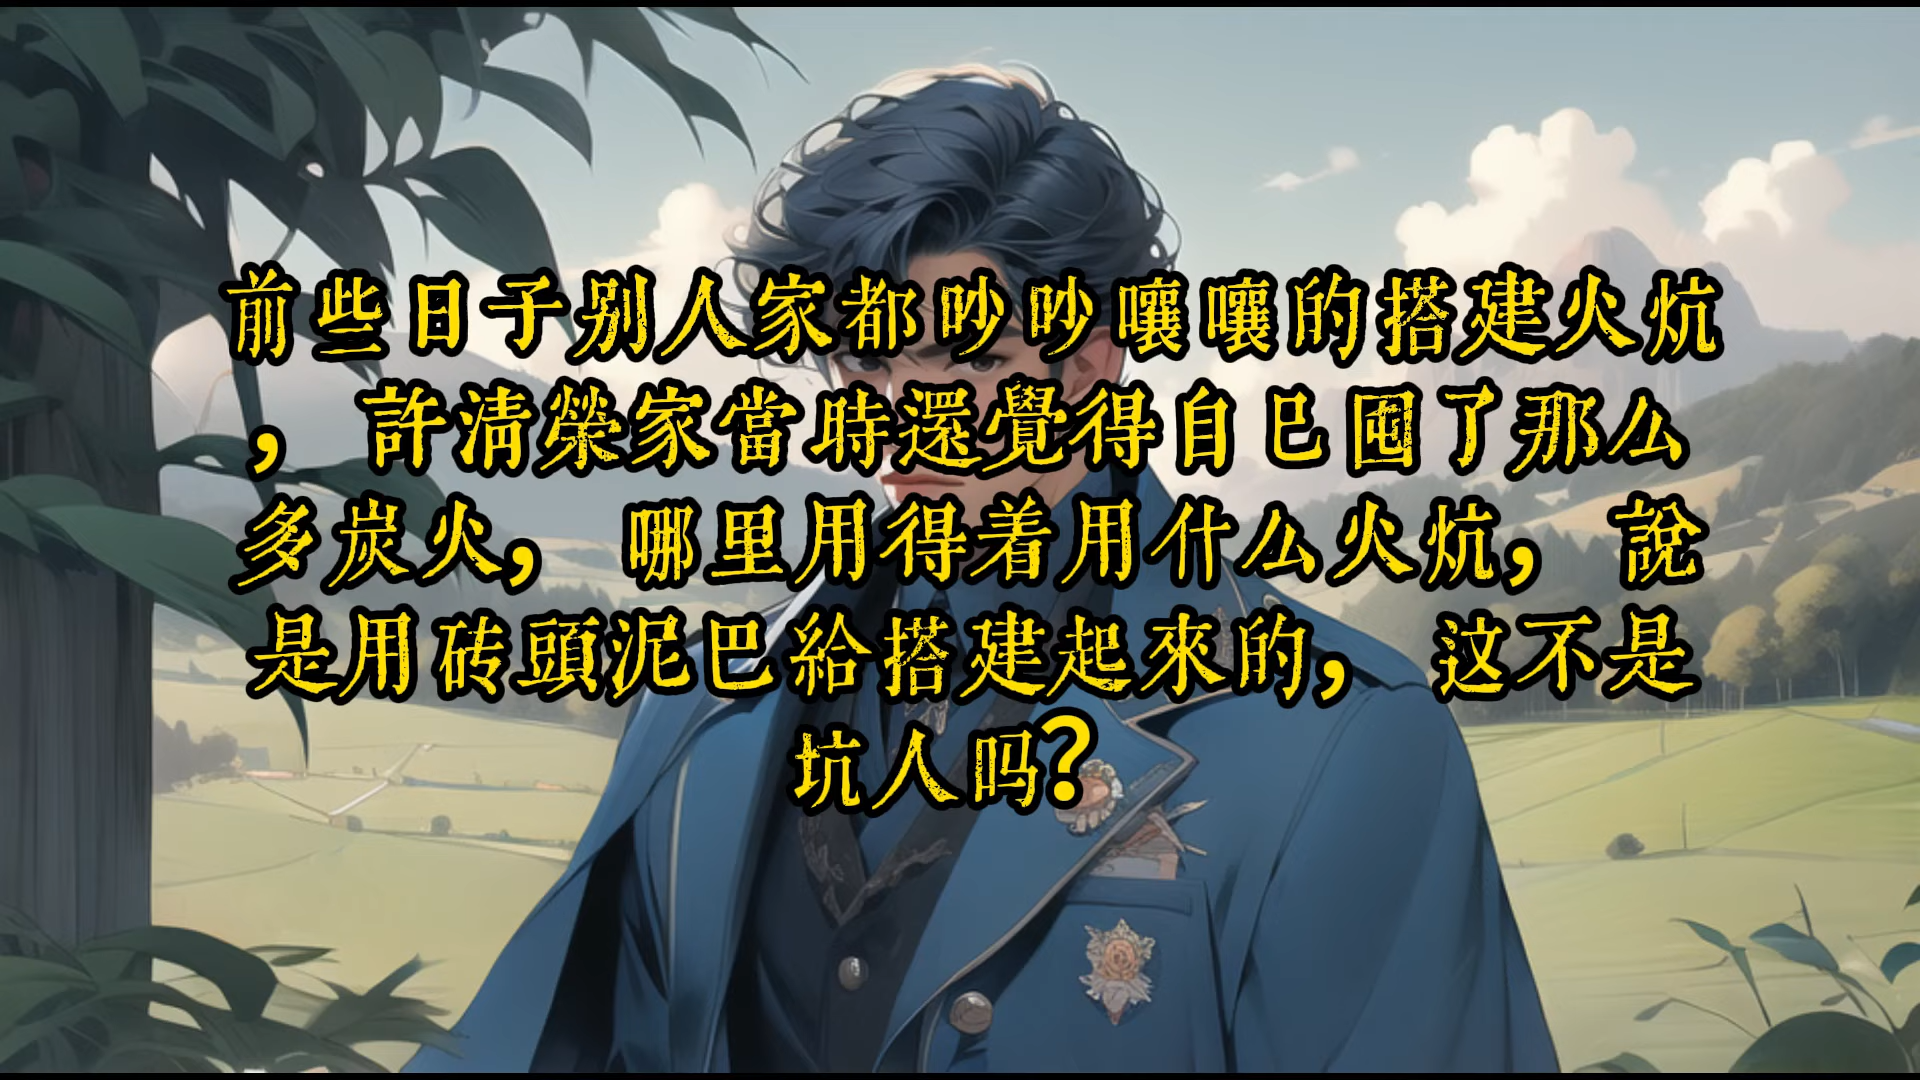 前些日子别人家都吵吵嚷嚷的搭建火炕
，許清榮家當時還覺得自已囤了那么
多炭火，哪里用得着用什么火炕，說
是用砖頭泥巴給搭建起來的，这不是
坑人吗？